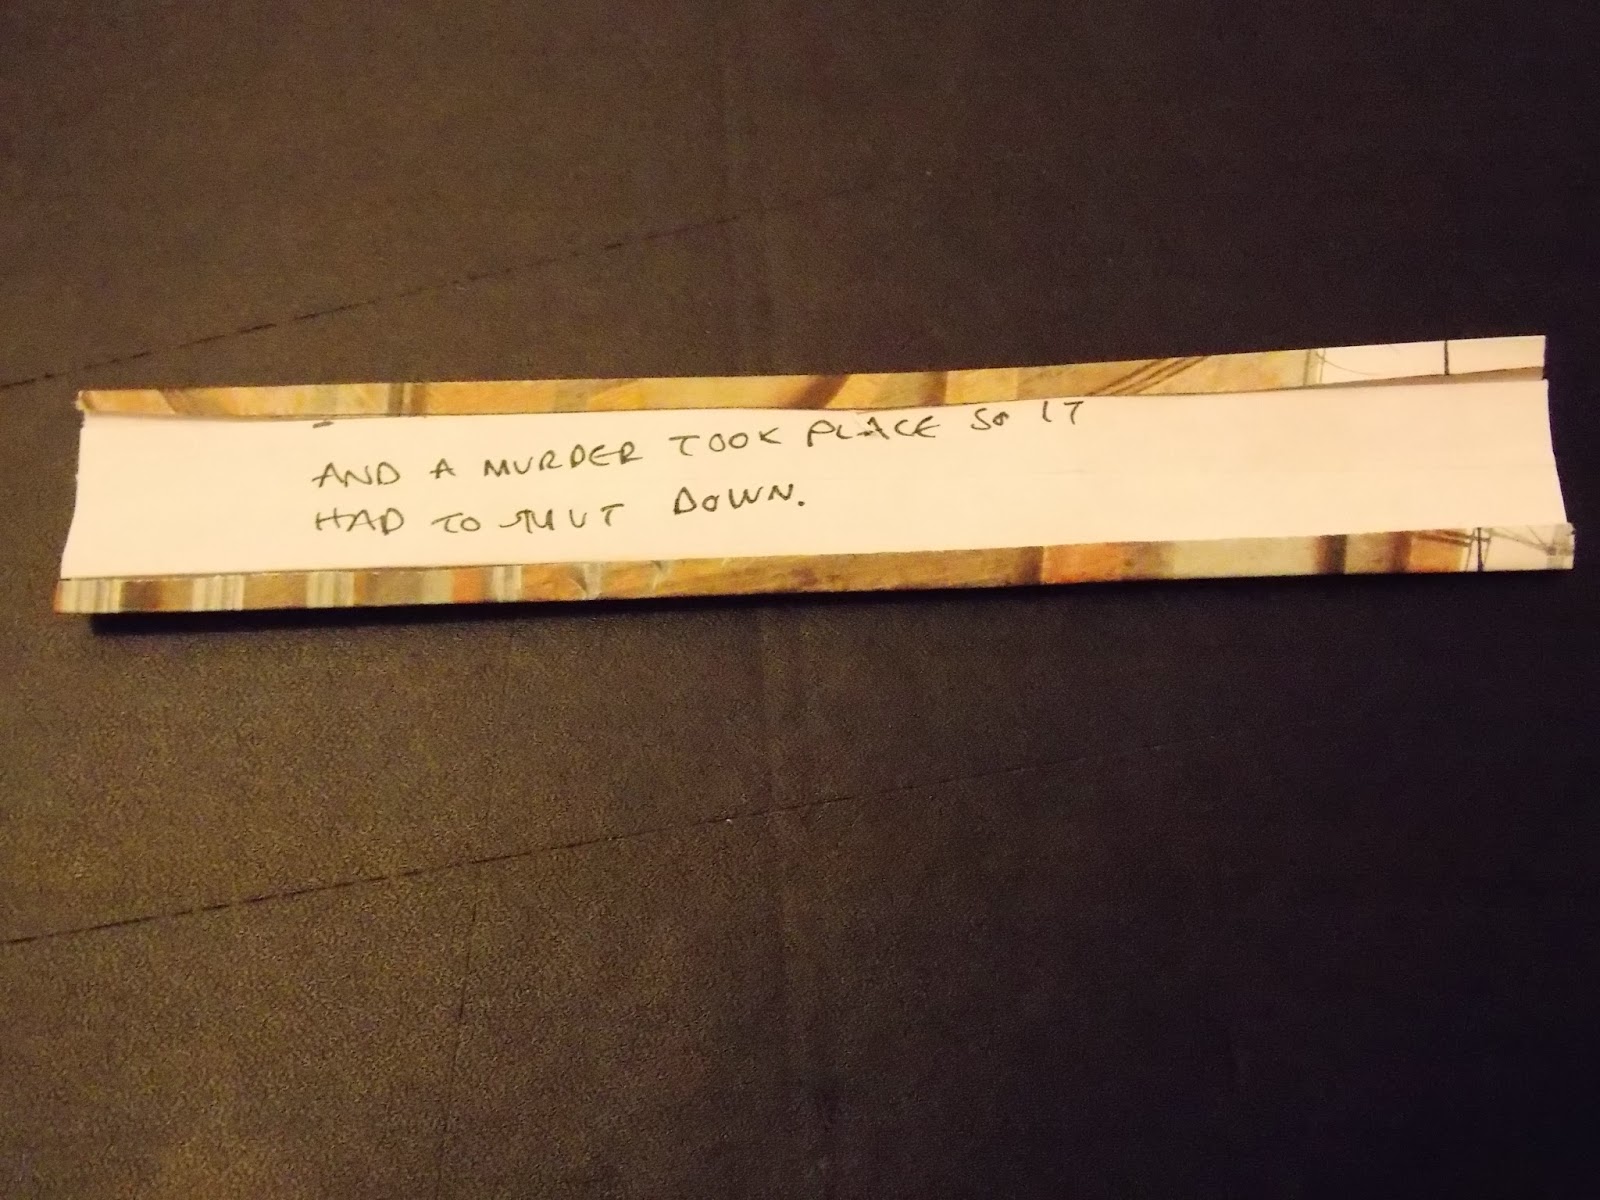 AND A MURDER TOOK PLACE SO IT
HAD TO SHUT DOWN.